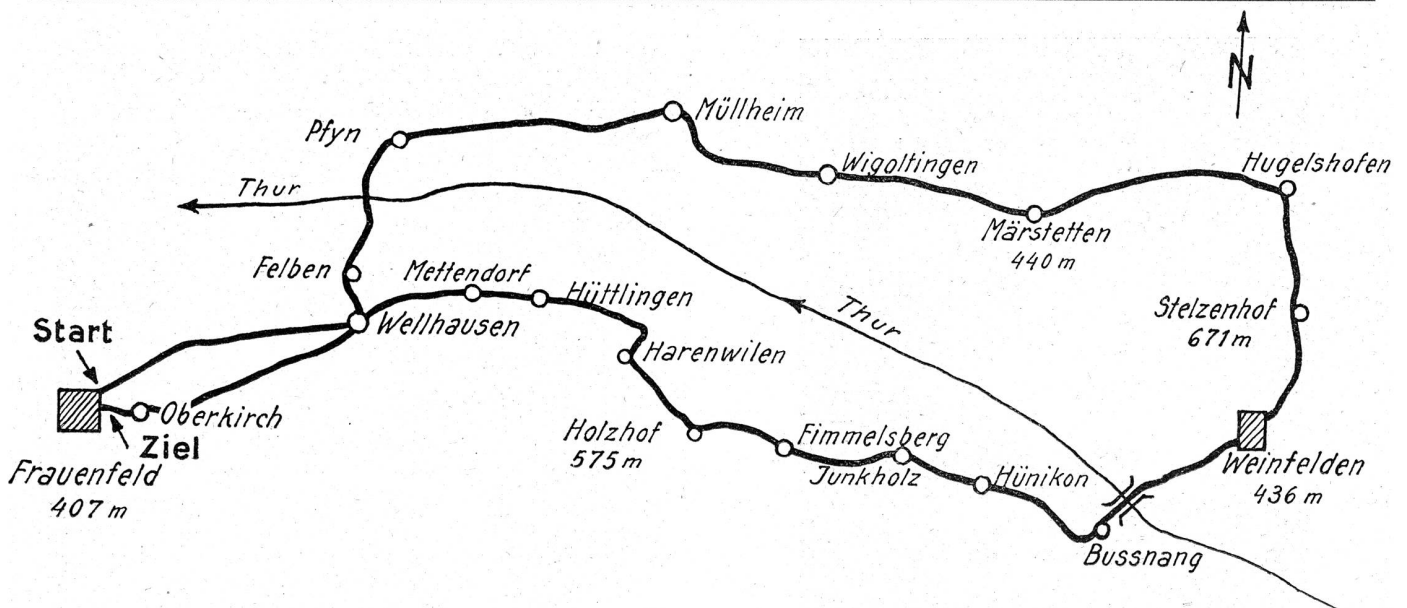 N
Müllheim
Pfyn
Wigoltingen
Hugelshofen
Thur
Märstetten
440 m
Felben
Mettendorf
Hüttlingen
Thur
Stelzenhof
671 m
Start
Wellhausen
Harenwilen
Oberkirch
Ziel
Holzhof
575 m
Fimmelsberg
Junkholz
Hünikon
Weinfelden
436 m
Frauenfeld
407 m
Bussnang